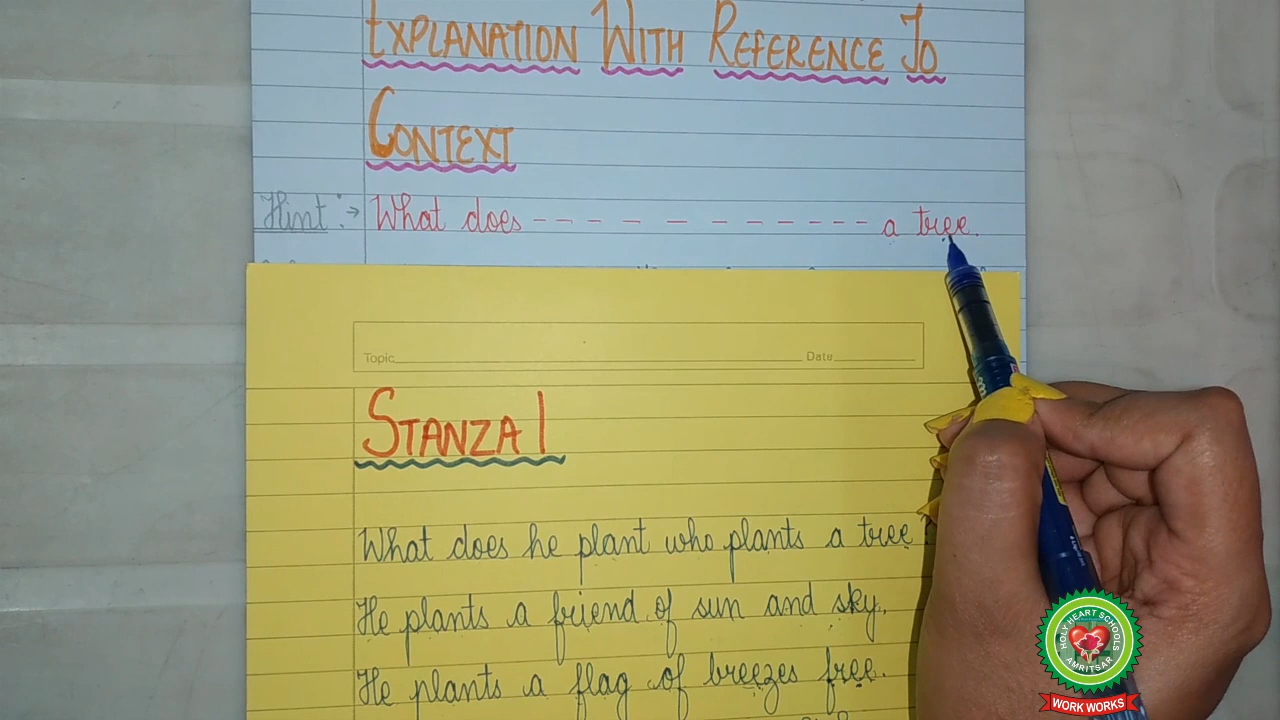 EXPLANATION WITH REFERENCE TO
CONTEXT
Hint :→ What does - - - - - - - - - - - - - a tree.
Topic Date
STANZA 1
What does he plant who plants a tree?
He plants a friend of sun and sky.
He plants a flag of breezes free.
HOLY HEART SCHOOLS
AMRITSAR
WORK WORKS